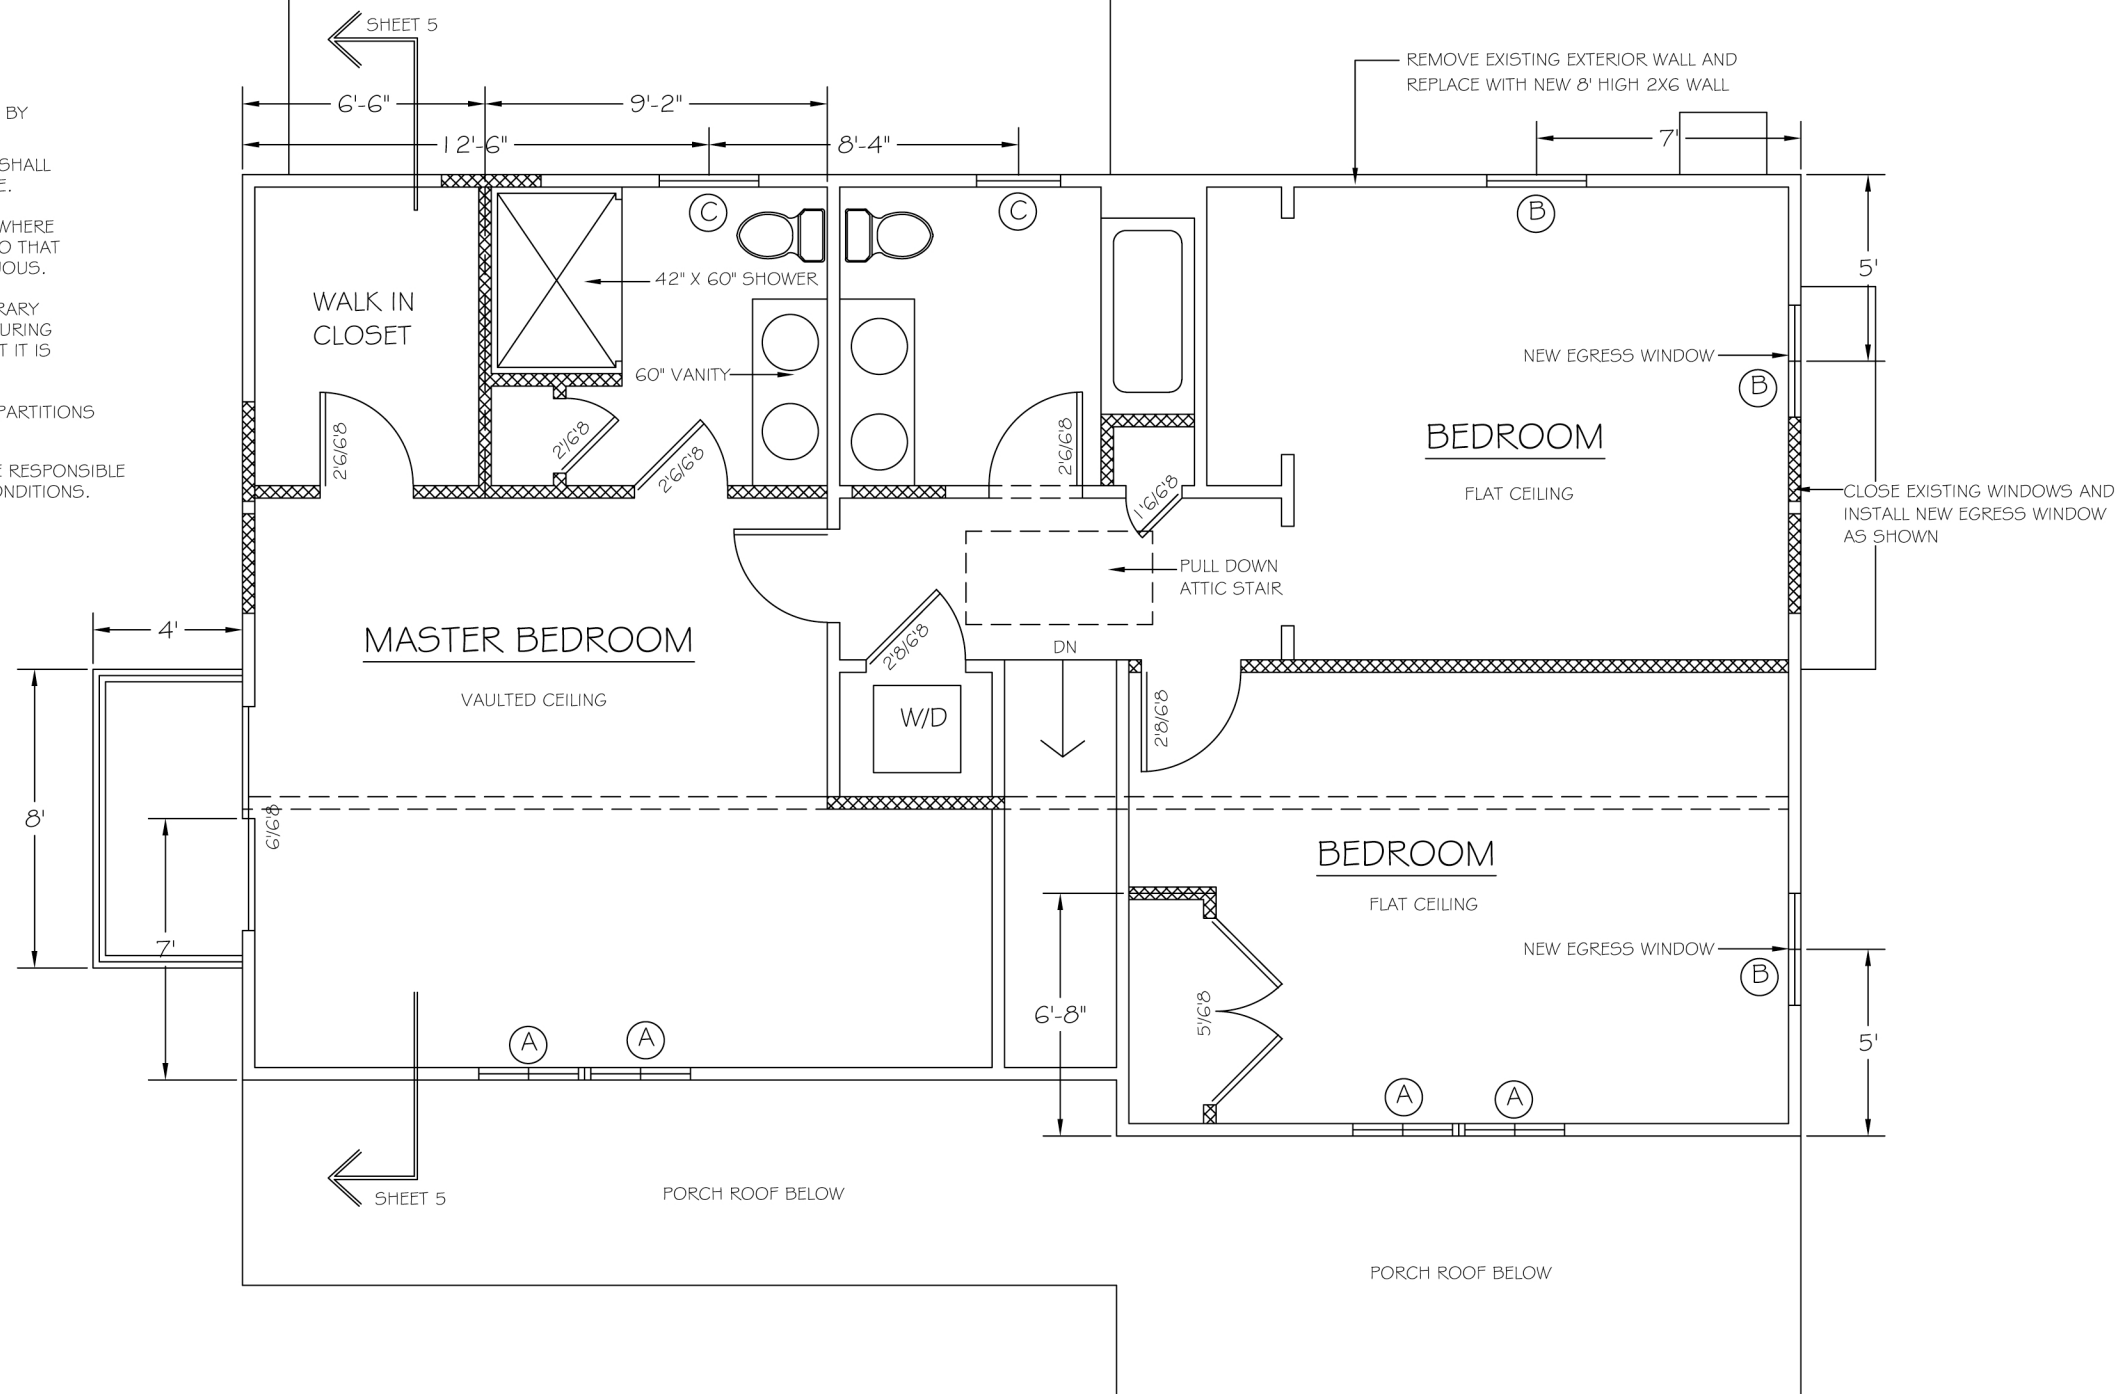 SHEET 5
REMOVE EXISTING EXTERIOR WALL AND
REPLACE WITH NEW 8' HIGH 2X6 WALL
6'-6"
9'-2"
BY
12'-6"
8'-4"
7'
SHALL
E.
WHERE
O THAT
UOUS.
C
C
B
5'
42" X 60" SHOWER
WALK IN
CLOSET
RARY
URING
T IT IS
60" VANITY
NEW EGRESS WINDOW
B
PARTITIONS
2'6/6'8
2'/6'8
2'6/6'8
2'6/6'8
1'6/6'8
BEDROOM
FLAT CEILING
E RESPONSIBLE
ONDITIONS.
CLOSE EXISTING WINDOWS AND
INSTALL NEW EGRESS WINDOW
AS SHOWN
PULL DOWN
ATTIC STAIR
4'
MASTER BEDROOM
VAULTED CEILING
2'8/6'8
DN
W/D
2'8/6'8
8'
6'/6'8
BEDROOM
FLAT CEILING
7'
NEW EGRESS WINDOW
B
6'-8"
5'/6'8
5'
A
A
A
A
SHEET 5
PORCH ROOF BELOW
PORCH ROOF BELOW